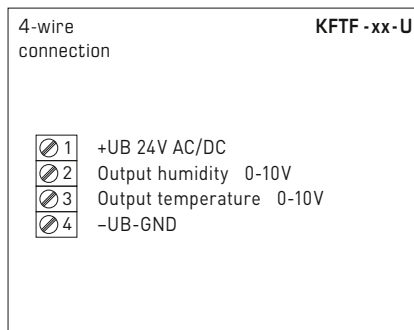 4-wire connection
KFTF - xx - U
1 +UB 24V AC/DC
2 Output humidity 0-10V
3 Output temperature 0-10V
4 –UB-GND